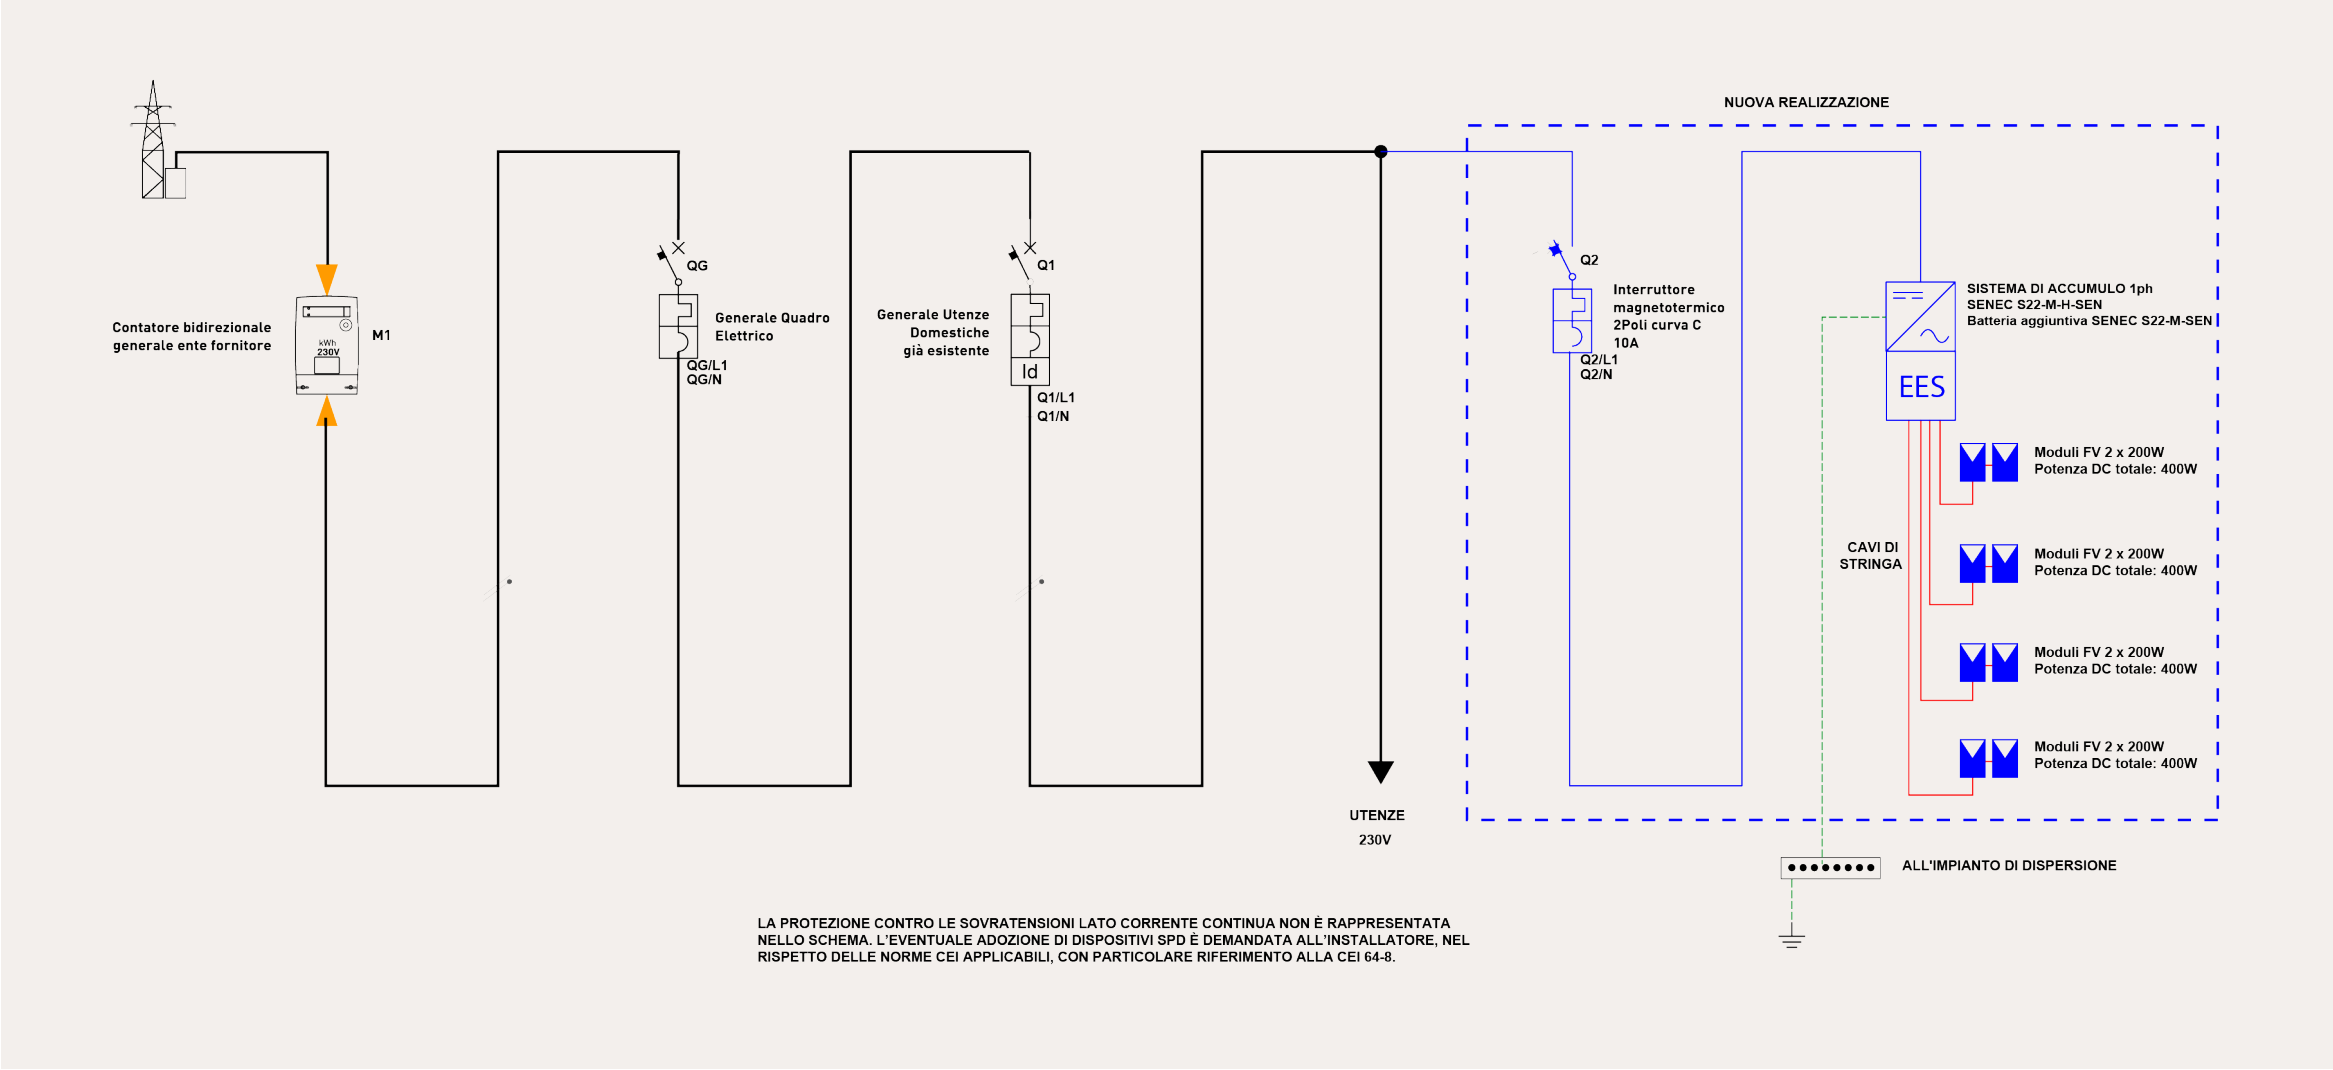 NUOVA REALIZZAZIONE
Contatore bidirezionale
generale ente fornitore
kWh
230V
M1
QG
Generale Quadro
Elettrico
QG/L1
QG/N
Generale Utenze
Domestiche
già esistente
Q1
Id
Q1/L1
Q1/N
Q2
Interruttore
magnetotermico
2Poli curva C
10A
Q2/L1
Q2/N
SISTEMA DI ACCUMULO 1ph
SENEC S22-M-H-SEN
Batteria aggiuntiva SENEC S22-M-SEN
EES
Moduli FV 2 x 200W
Potenza DC totale: 400W
CAVI DI
STRINGA
Moduli FV 2 x 200W
Potenza DC totale: 400W
Moduli FV 2 x 200W
Potenza DC totale: 400W
Moduli FV 2 x 200W
Potenza DC totale: 400W
UTENZE
230V
ALL'IMPIANTO DI DISPERSIONE
LA PROTEZIONE CONTRO LE SOVRATENSIONI LATO CORRENTE CONTINUA NON È RAPPRESENTATA
NELLO SCHEMA. L’EVENTUALE ADOZIONE DI DISPOSITIVI SPD È DEMANDATA ALL’INSTALLATORE, NEL
RISPETTO DELLE NORME CEI APPLICABILI, CON PARTICOLARE RIFERIMENTO ALLA CEI 64-8.